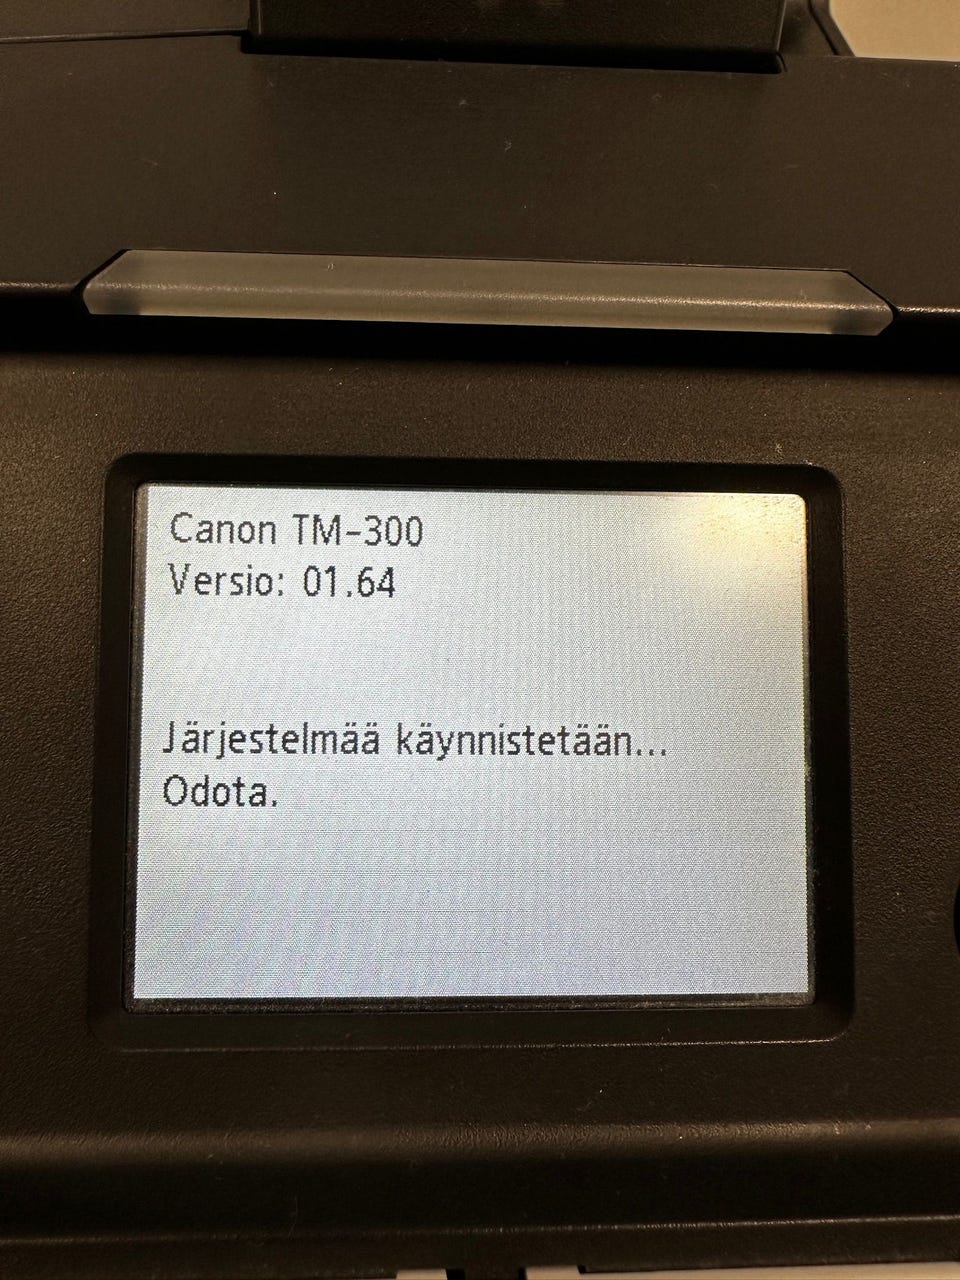 Canon TM-300
Versio: 01.64
Järjestelmää käynnistetään...
Odota.